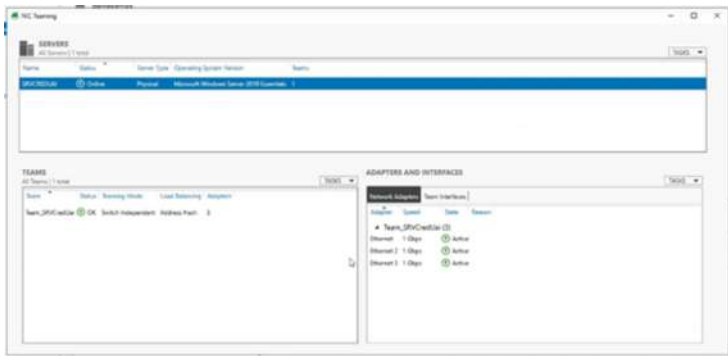 NIC Teaming
SERVERS
All Servers | 1 total
TASKS
Name Status Server Type Operating System Version Teams
SRVCREDUAI Online Physical Microsoft Windows Server 2019 Essentials 1
TEAMS
All Teams | 1 total
TASKS
Team Status Teaming Mode Load Balancing Adapters
Team_SRVCredUai OK Switch Independent Address Hash 3
ADAPTERS AND INTERFACES
TASKS
Network Adapters Team Interfaces
Adapter Speed State Reason
Team_SRVCredUai (3)
Ethernet 1 Gbps Active
Ethernet 2 1 Gbps Active
Ethernet 3 1 Gbps Active